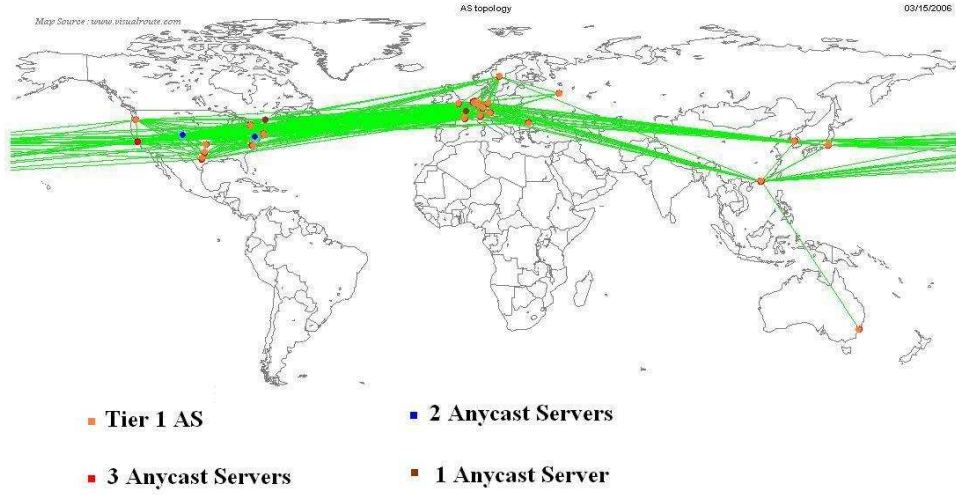 AS topology
03/15/2006
Map Source : www.visualroute.com
Tier 1 AS
2 Anycast Servers
3 Anycast Servers
1 Anycast Server